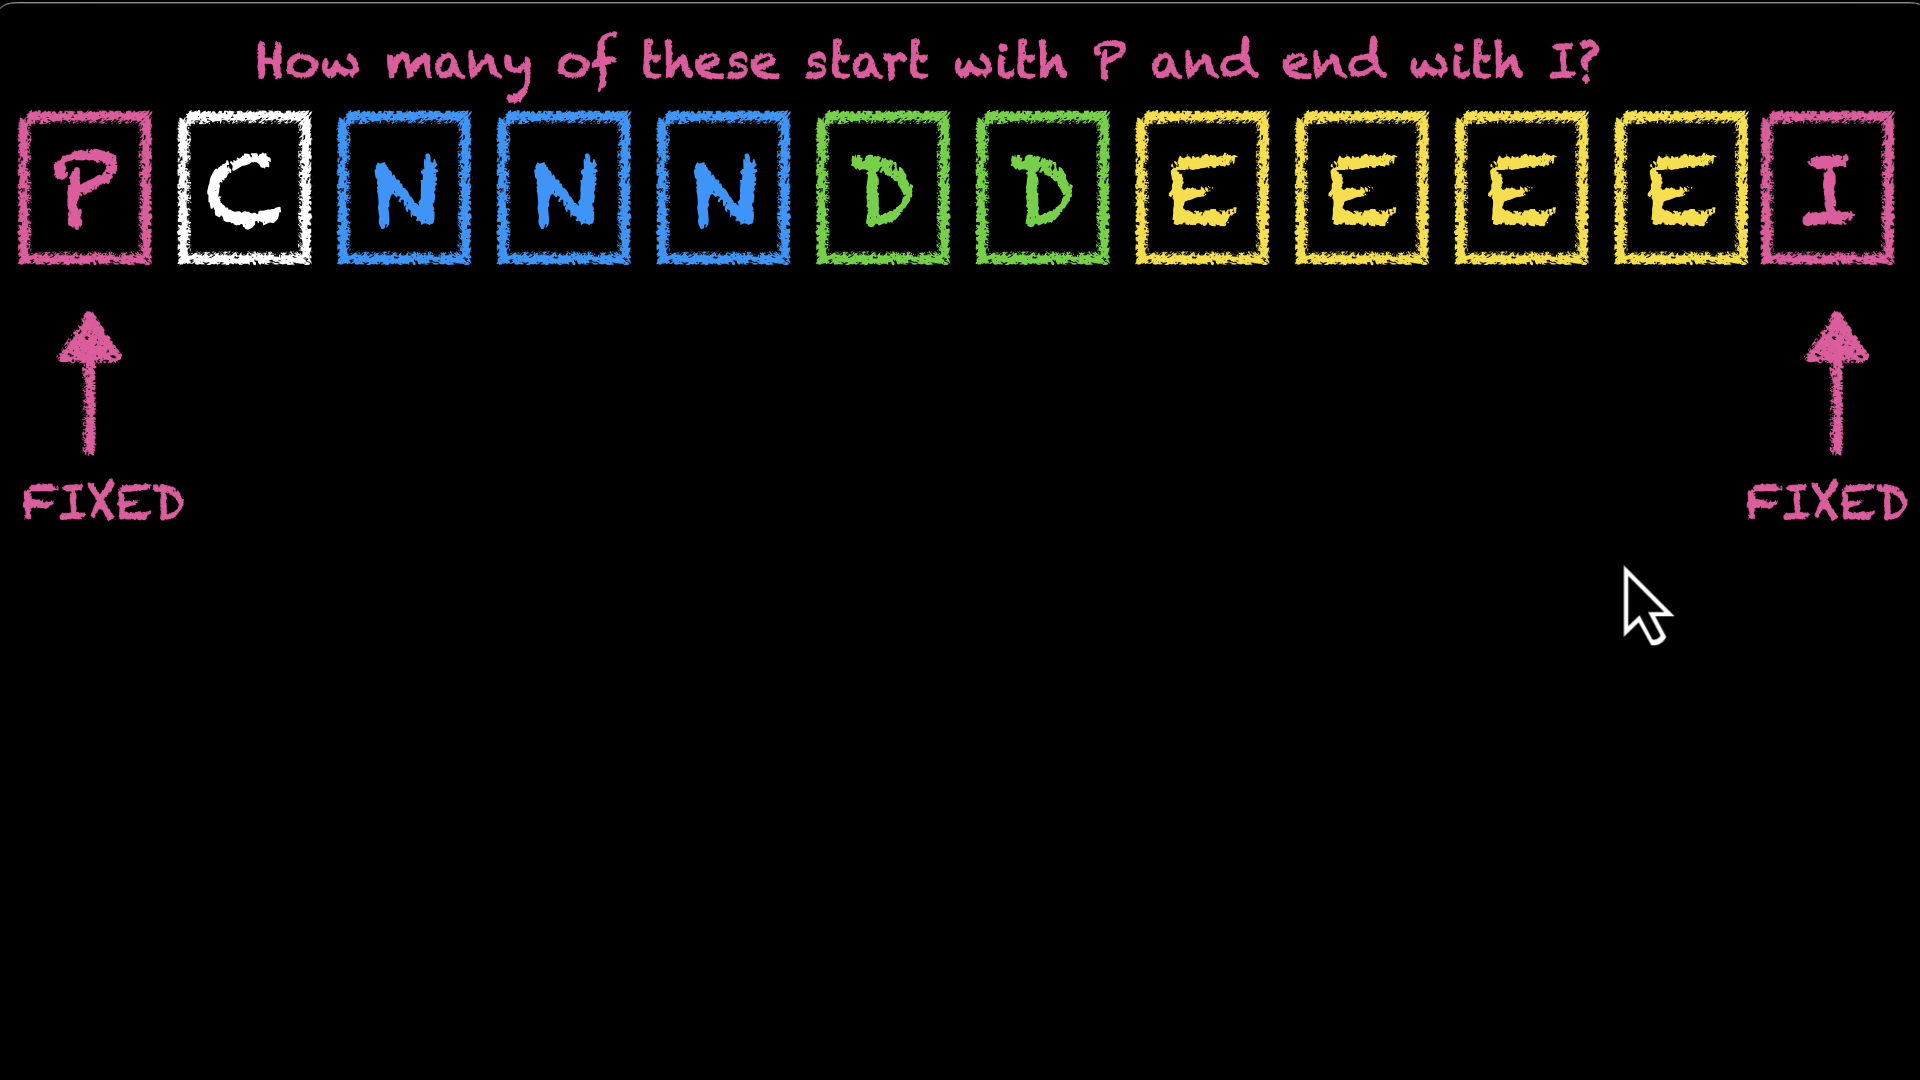 How many of these start with P and end with I?
P C N N N D D E E E E I
FIXED FIXED